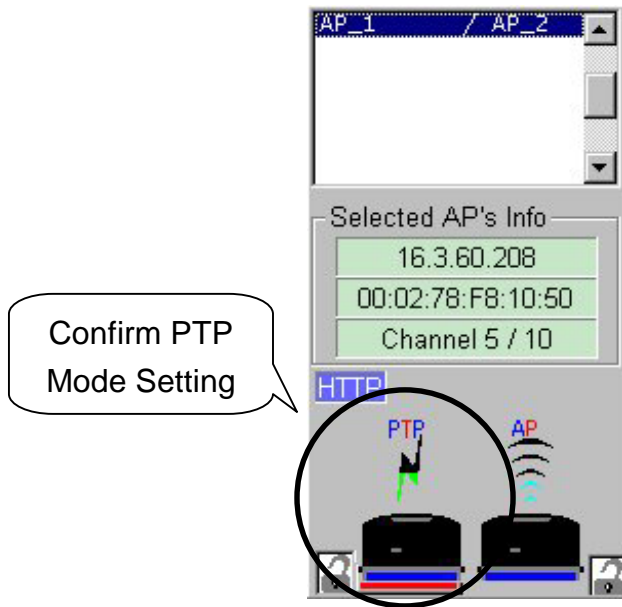 AP_1 / AP_2
Selected AP's Info
16.3.60.208
00:02:78:F8:10:50
Channel 5 / 10
Confirm PTP
Mode Setting
HTTP
PTP AP